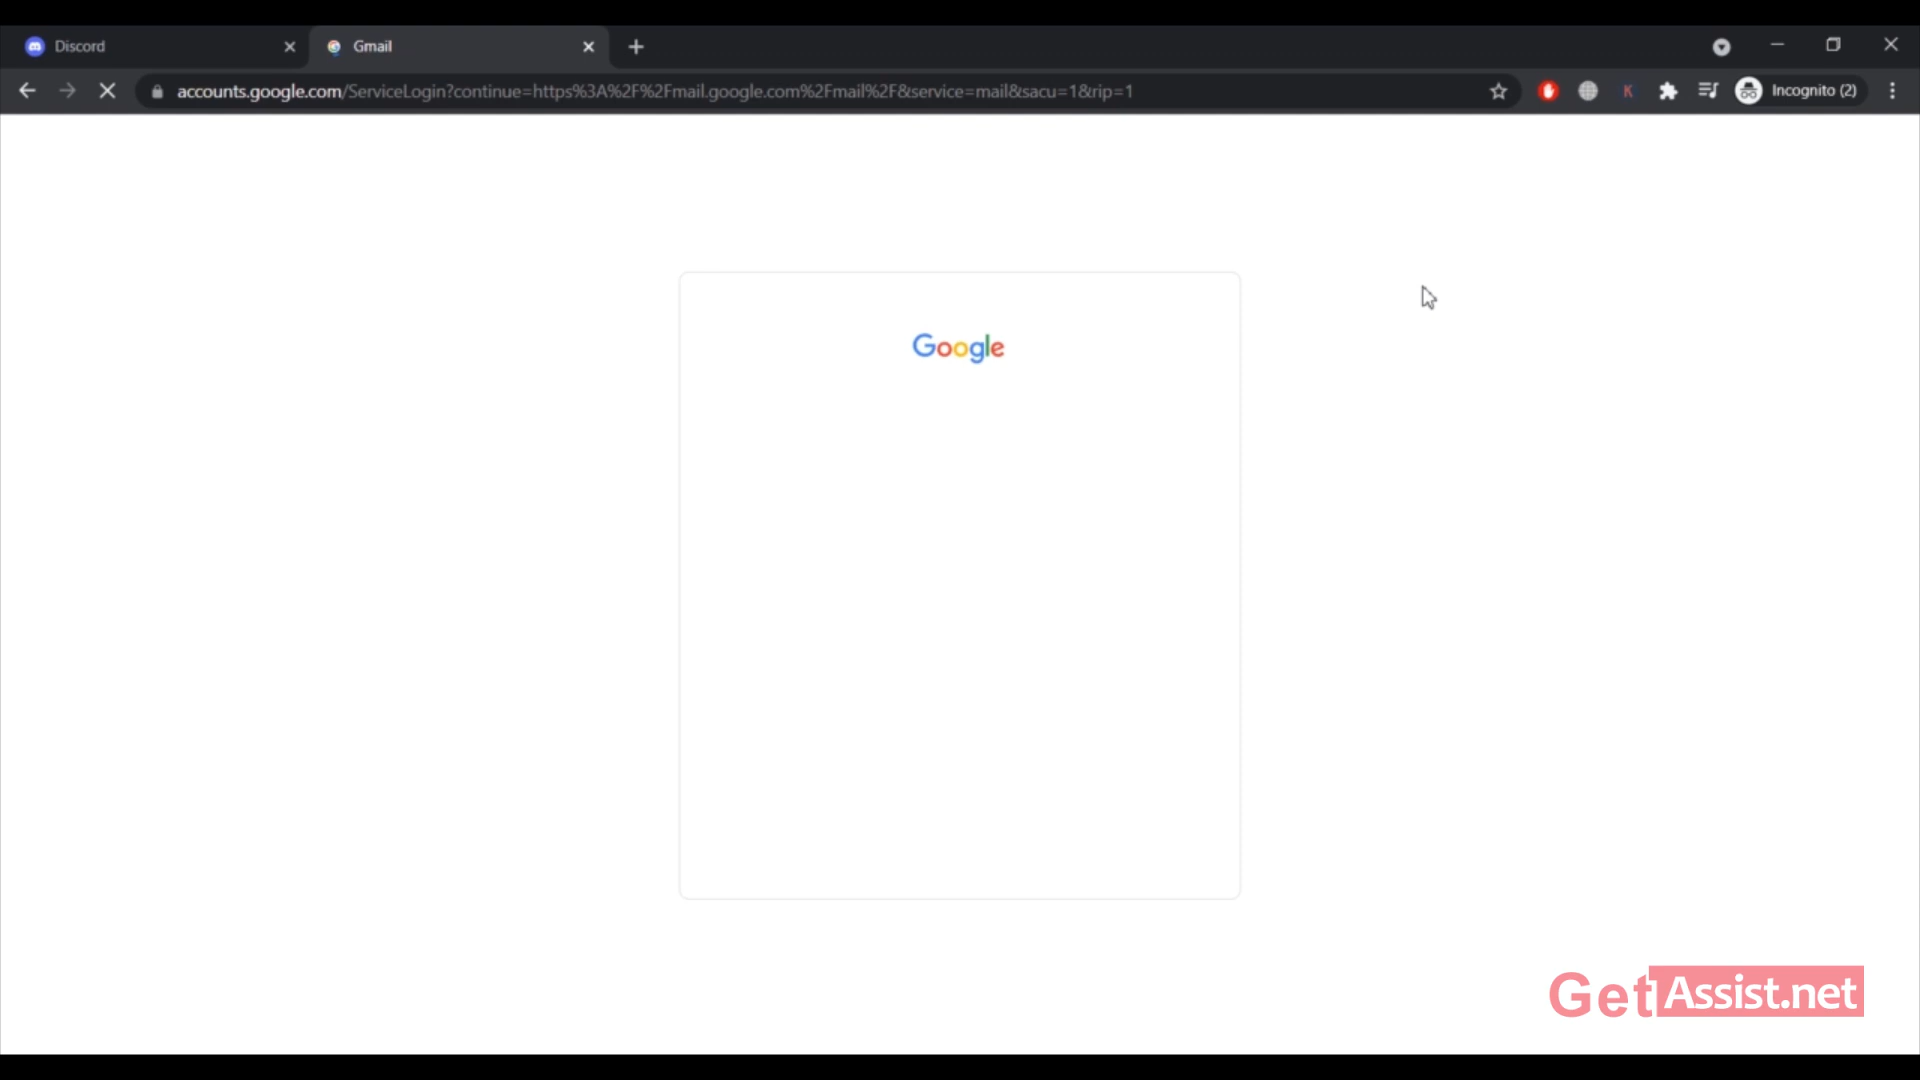 Discord
Gmail
accounts.google.com/ServiceLogin?continue=https%3A%2F%2Fmail.google.com%2Fmail%2F&service=mail&sacu=1&rip=1
K
Incognito (2)
Google
GetAssist.net